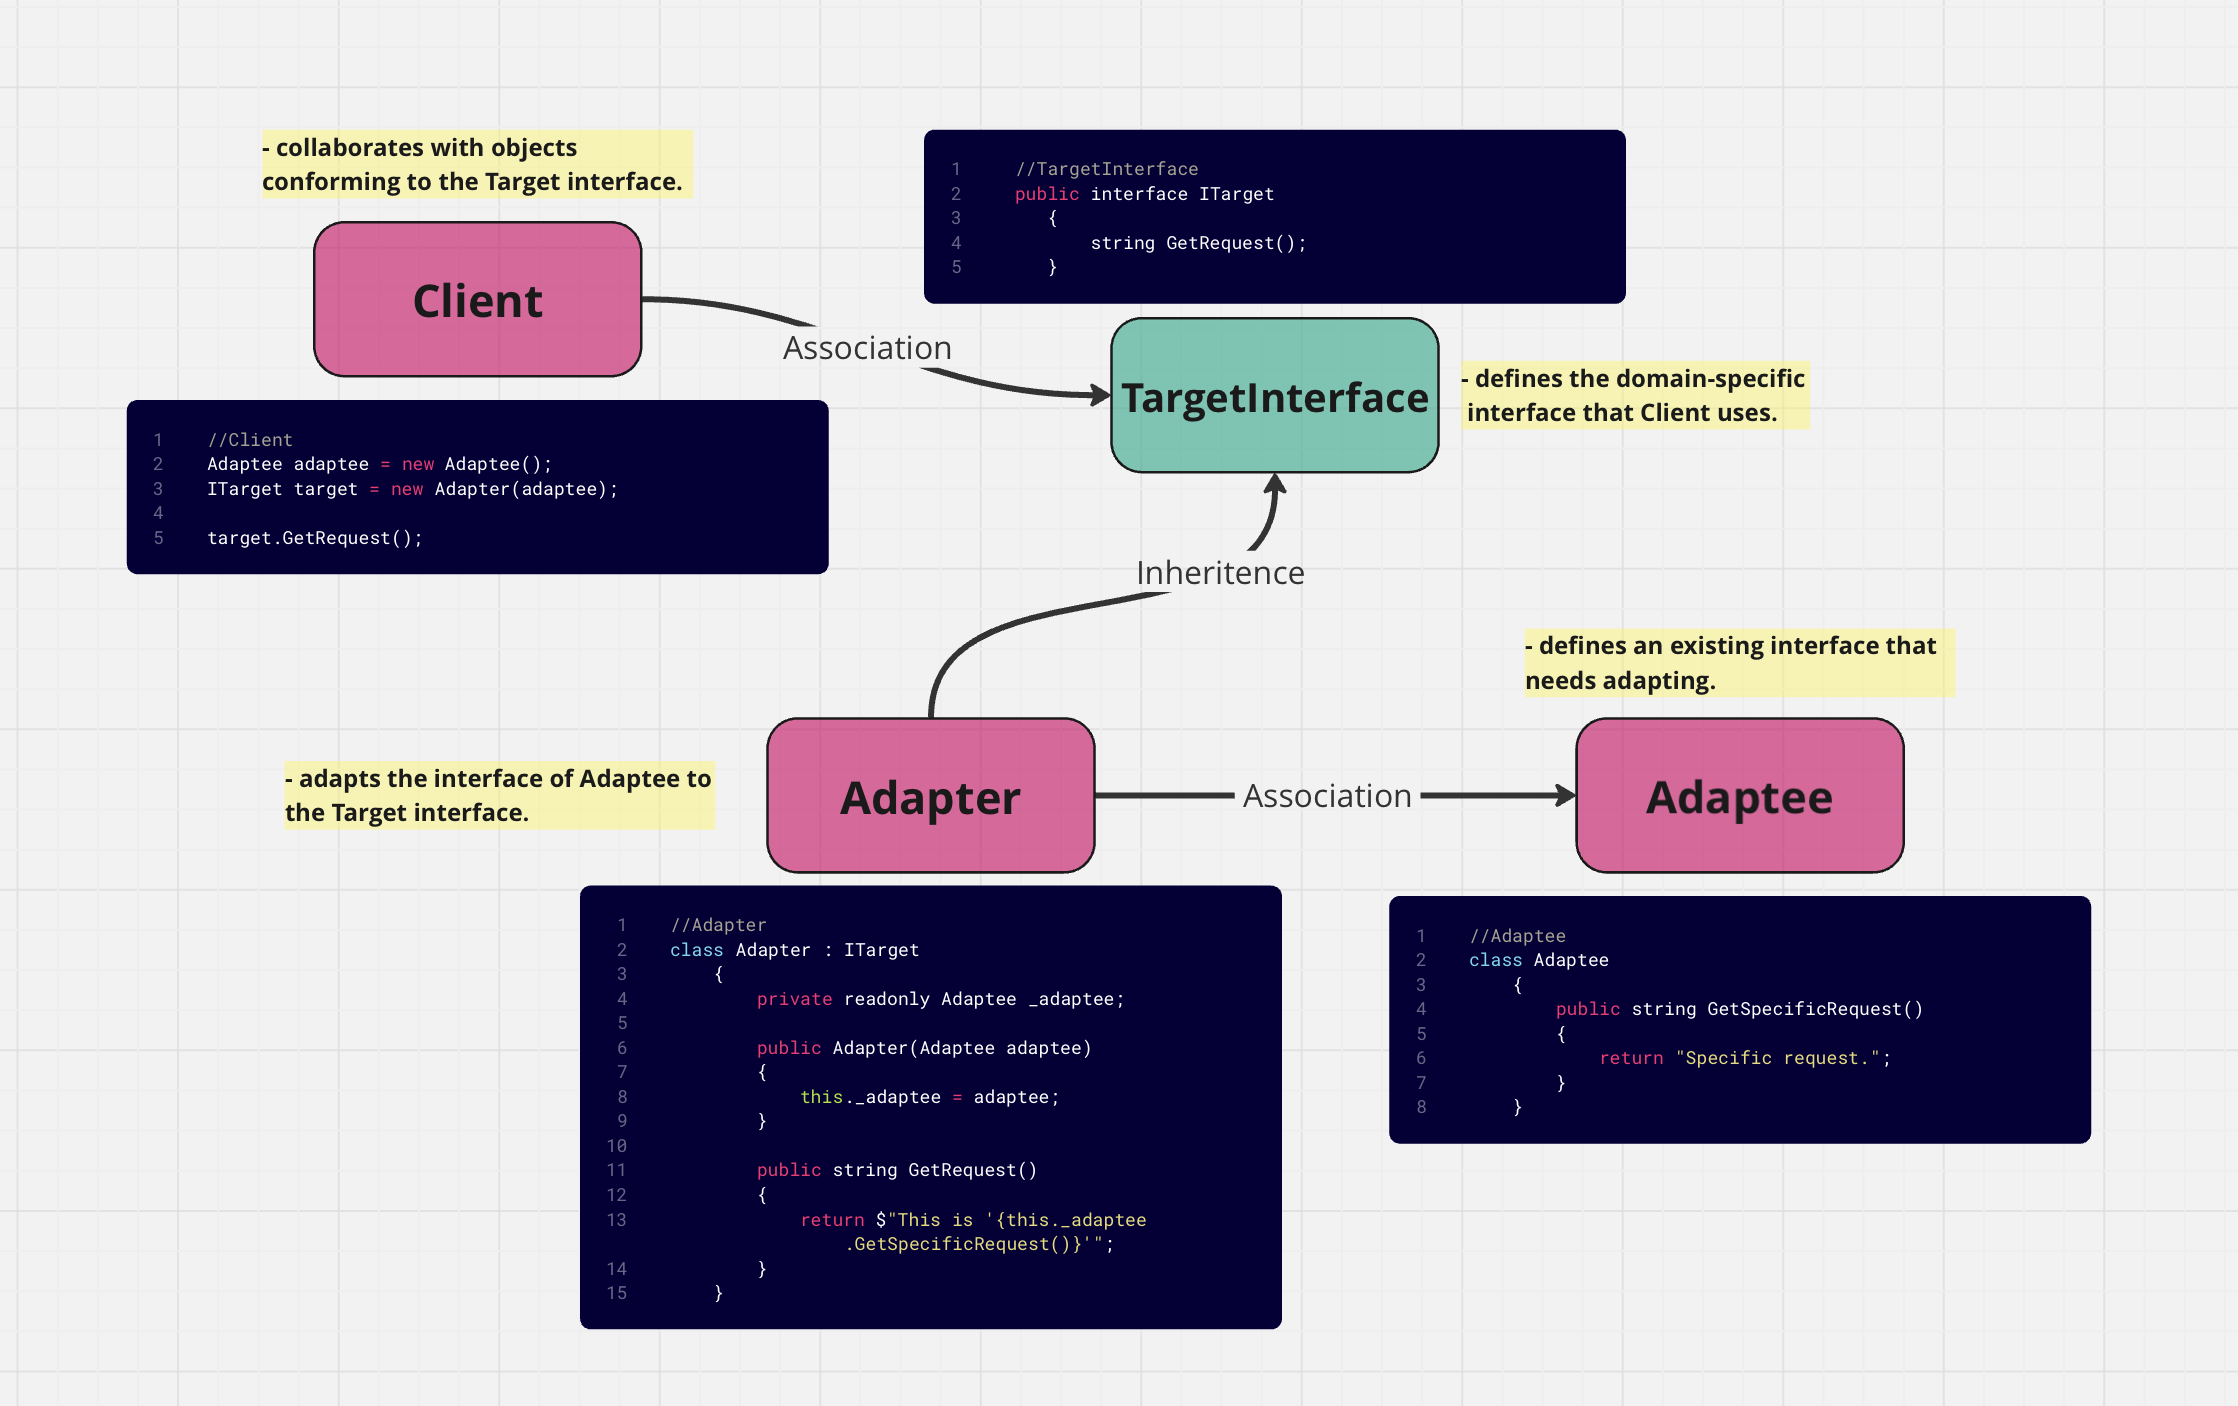 - collaborates with objects
conforming to the Target interface.
Client
1 //Client
2 Adaptee adaptee = new Adaptee();
3 ITarget target = new Adapter(adaptee);
4
5 target.GetRequest();
Association
1 //TargetInterface
2 public interface ITarget
3 {
4 string GetRequest();
5 }
TargetInterface
- defines the domain-specific
interface that Client uses.
Inheritence
- adapts the interface of Adaptee to
the Target interface.
Adapter
Association
- defines an existing interface that
needs adapting.
Adaptee
1 //Adapter
2 class Adapter : ITarget
3 {
4 private readonly Adaptee _adaptee;
5
6 public Adapter(Adaptee adaptee)
7 {
8 this._adaptee = adaptee;
9 }
10
11 public string GetRequest()
12 {
13 return $"This is '{this._adaptee
.GetSpecificRequest()}'";
14 }
15 }
1 //Adaptee
2 class Adaptee
3 {
4 public string GetSpecificRequest()
5 {
6 return "Specific request.";
7 }
8 }